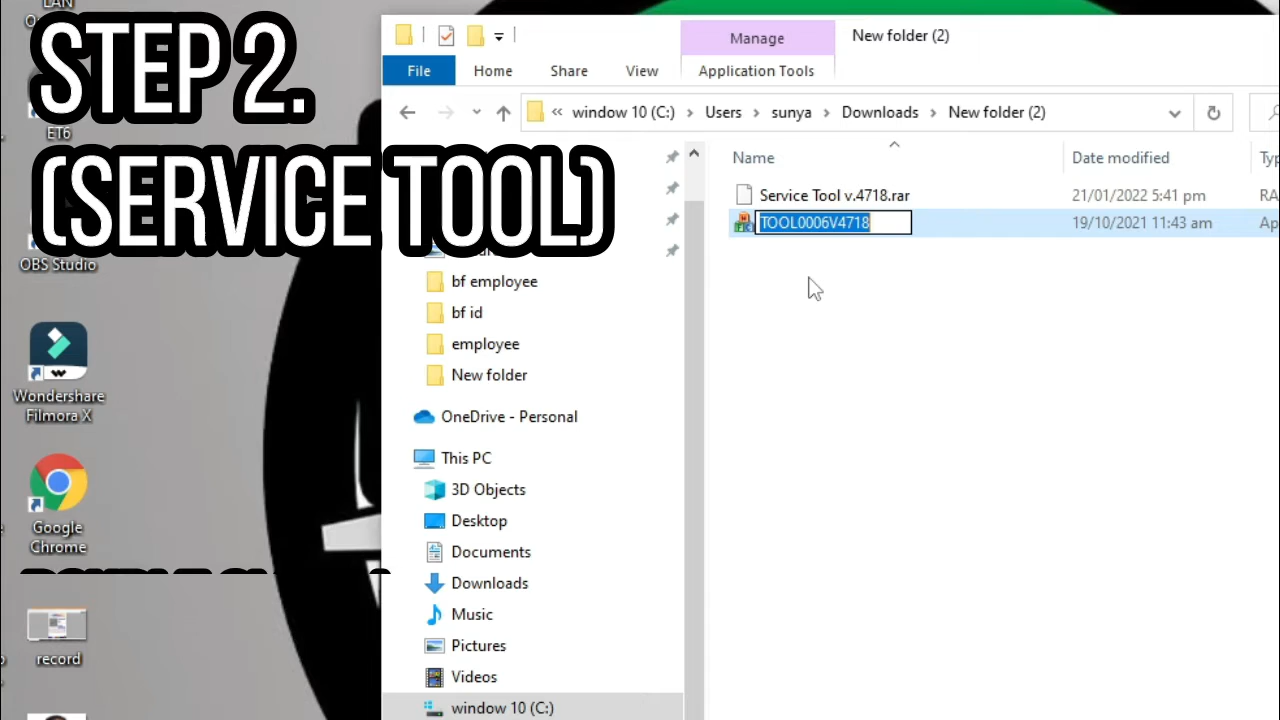 STEP 2.
(SERVICE TOOL)
LAN
ET6
OBS Studio
Wondershare
Filmora X
Google
Chrome
record
Manage
New folder (2)
File
Home
Share
View
Application Tools
window 10 (C:)
Users
sunya
Downloads
New folder (2)
Name
Date modified
Service Tool v.4718.rar
21/01/2022 5:41 pm
RA
TOOL0006V4718
19/10/2021 11:43 am
Ap
bf employee
bf id
employee
New folder
OneDrive - Personal
This PC
3D Objects
Desktop
Documents
Downloads
Music
Pictures
Videos
window 10 (C:)